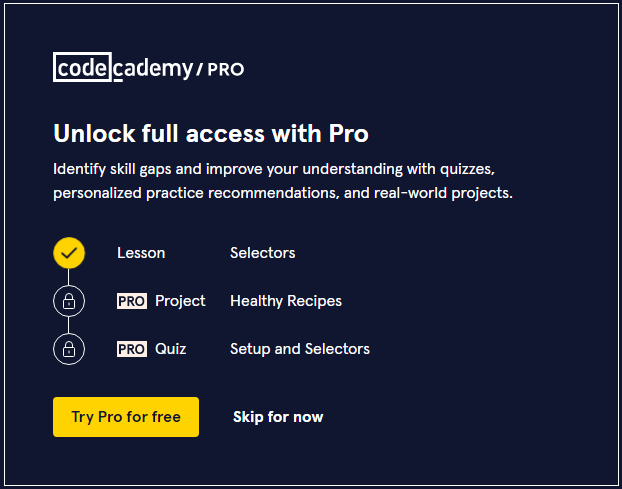 codecademy / PRO
Unlock full access with Pro
Identify skill gaps and improve your understanding with quizzes,
personalized practice recommendations, and real-world projects.
Lesson Selectors
PRO Project Healthy Recipes
PRO Quiz Setup and Selectors
Try Pro for free Skip for now